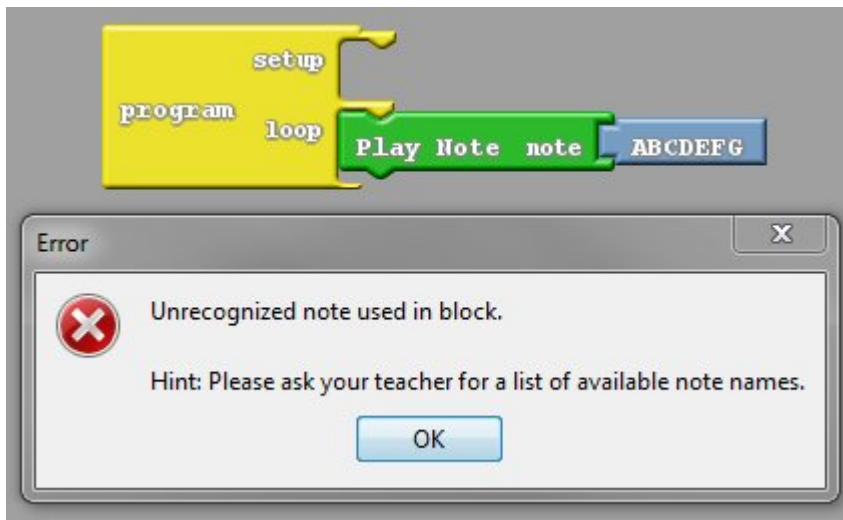 setup
program
loop
Play Note note ABCDEFG
Error
X
Unrecognized note used in block.
Hint: Please ask your teacher for a list of available note names.
OK